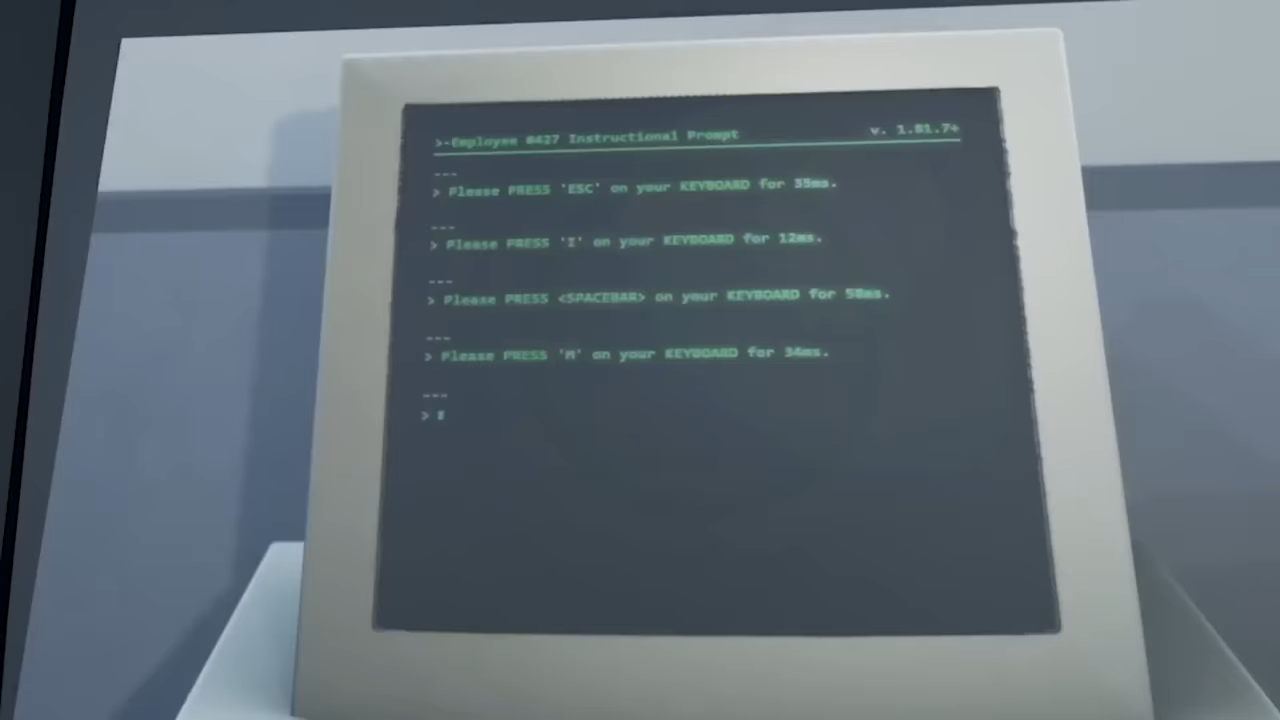 >-Employee #427 Instructional Prompt v. 1.01.7+
---
> Please PRESS 'ESC' on your KEYBOARD for 35ms.
---
> Please PRESS 'I' on your KEYBOARD for 12ms.
---
> Please PRESS <SPACEBAR> on your KEYBOARD for 58ms.
---
> Please PRESS 'M' on your KEYBOARD for 34ms.
---
>